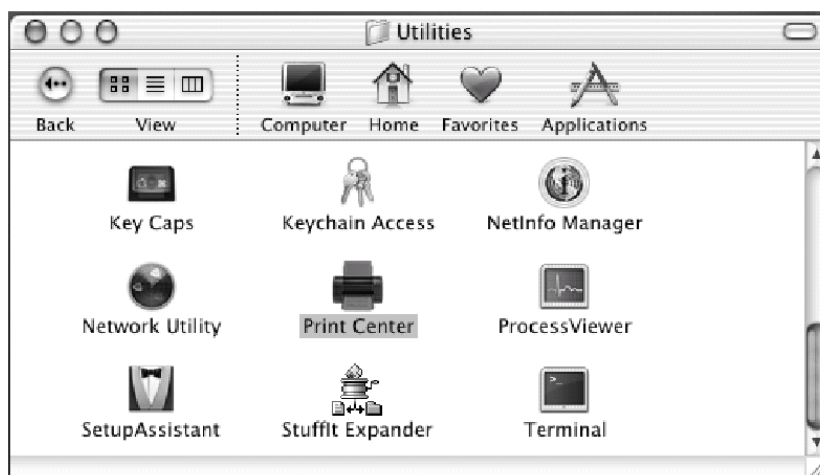 Utilities
Back View Computer Home Favorites Applications
Key Caps Keychain Access NetInfo Manager
Network Utility Print Center ProcessViewer
SetupAssistant StuffIt Expander Terminal